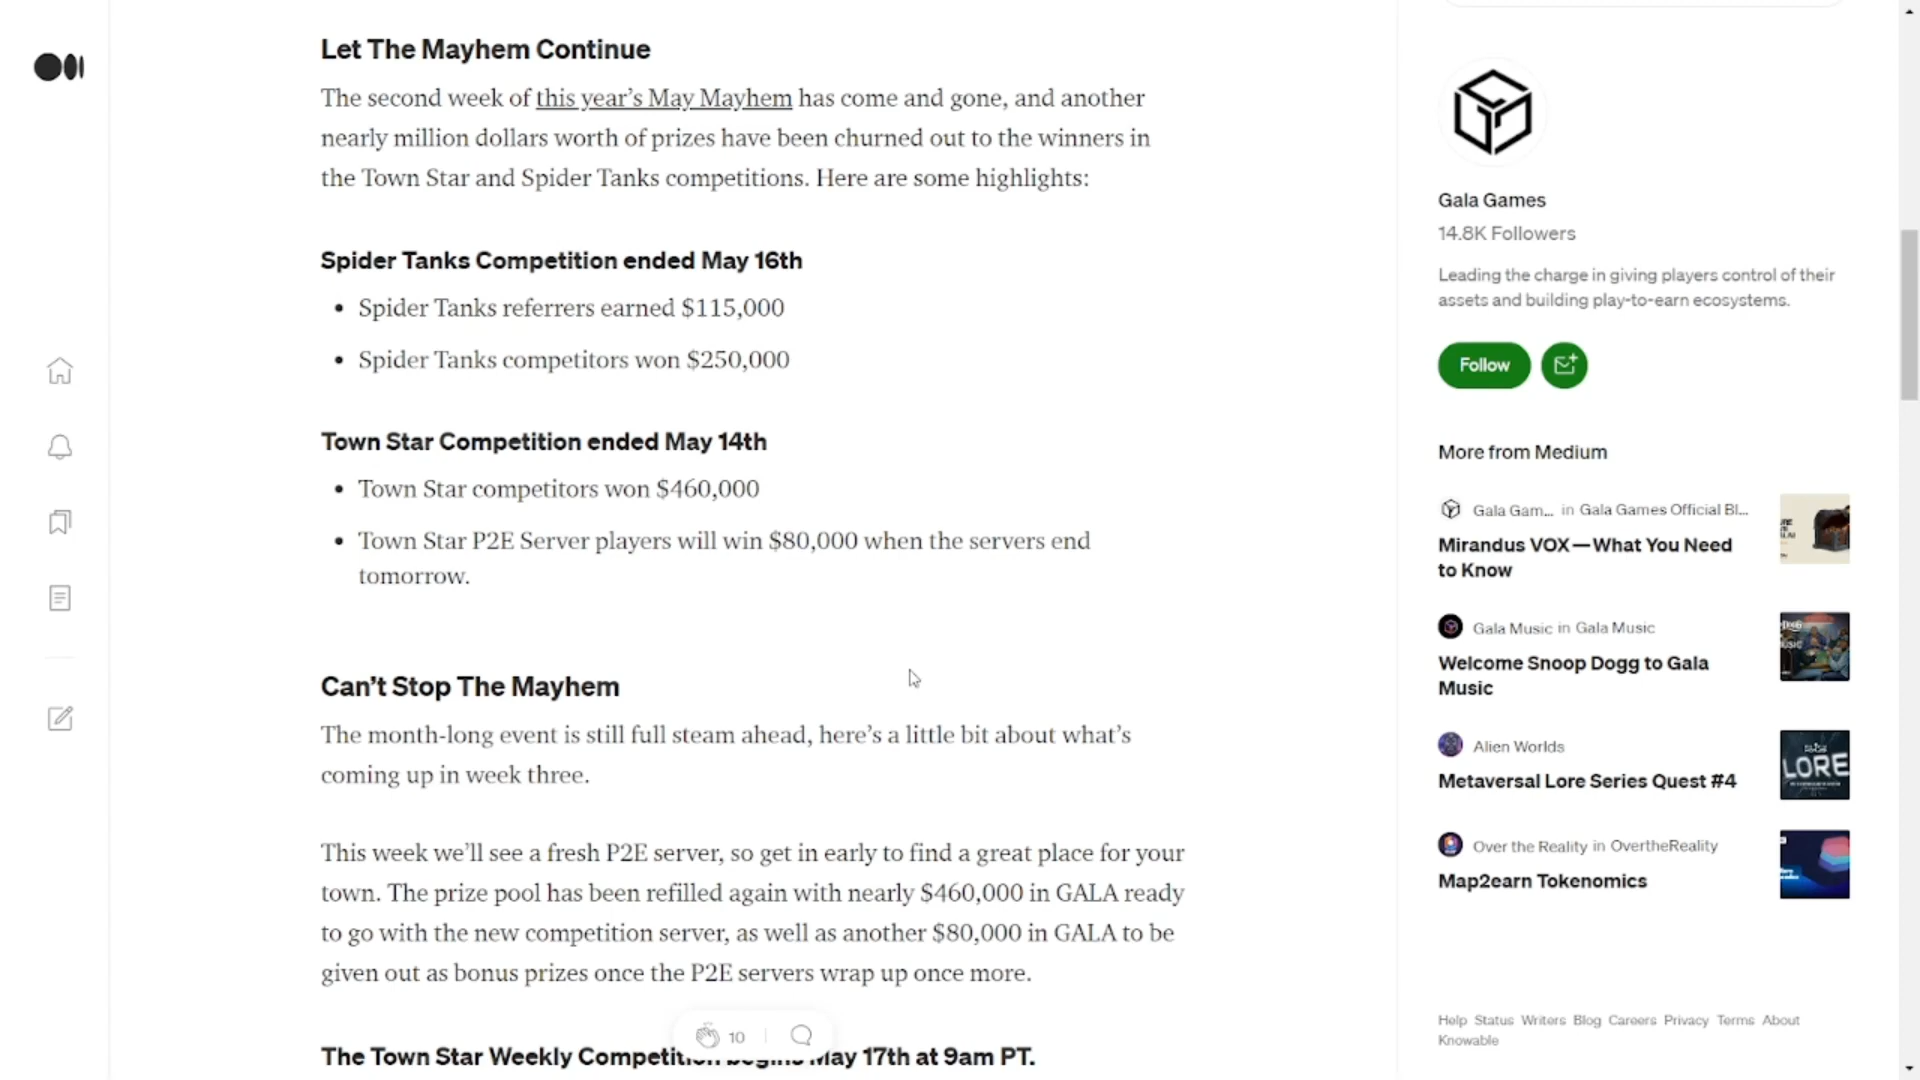 Let The Mayhem Continue
The second week of this year's May Mayhem has come and gone, and another
nearly million dollars worth of prizes have been churned out to the winners in
the Town Star and Spider Tanks competitions. Here are some highlights:
Spider Tanks Competition ended May 16th
• Spider Tanks referrers earned $115,000
• Spider Tanks competitors won $250,000
Town Star Competition ended May 14th
• Town Star competitors won $460,000
• Town Star P2E Server players will win $80,000 when the servers end
tomorrow.
Can't Stop The Mayhem
The month-long event is still full steam ahead, here's a little bit about what's
coming up in week three.
This week we'll see a fresh P2E server, so get in early to find a great place for your
town. The prize pool has been refilled again with nearly $460,000 in GALA ready
to go with the new competition server, as well as another $80,000 in GALA to be
given out as bonus prizes once the P2E servers wrap up once more.
10
The Town Star Weekly Competition begins May 17th at 9am PT.
Gala Games
14.8K Followers
Leading the charge in giving players control of their
assets and building play-to-earn ecosystems.
Follow
More from Medium
Gala Gam... in Gala Games Official Bl...
Mirandus VOX — What You Need
to Know
Gala Music in Gala Music
Welcome Snoop Dogg to Gala
Music
Alien Worlds
Metaversal Lore Series Quest #4
LORE
Over the Reality in OvertheReality
Map2earn Tokenomics
Help Status Writers Blog Careers Privacy Terms About
Knowable